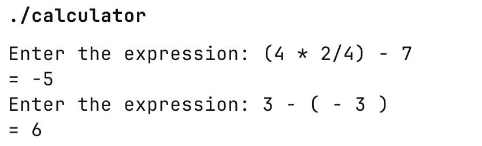 ./calculator
Enter the expression: (4 * 2/4) - 7
= -5
Enter the expression: 3 - ( - 3 )
= 6